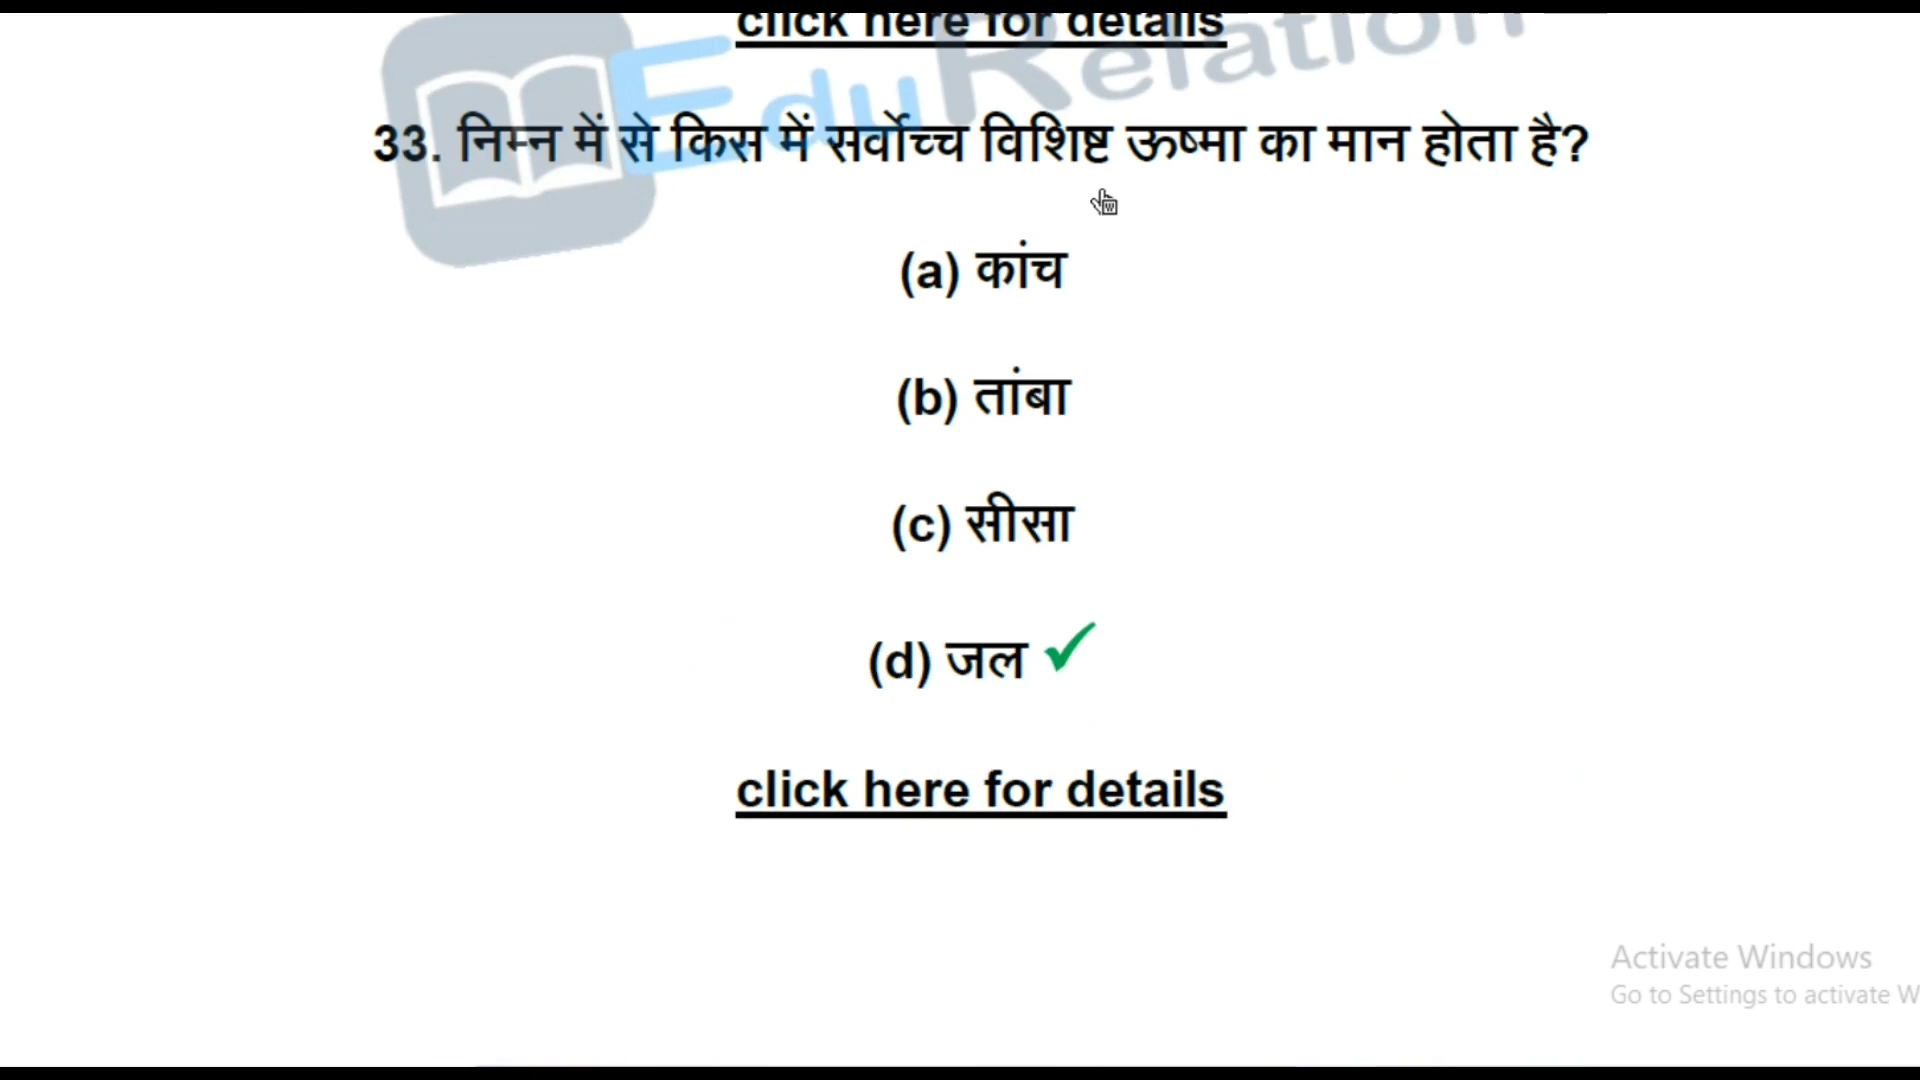 click here for details
EduRelation
33. निम्न में से किस में सर्वोच्च विशिष्ट ऊष्मा का मान होता है?
(a) कांच
(b) तांबा
(c) सीसा
(d) जल ✓
click here for details
Activate Windows
Go to Settings to activate W